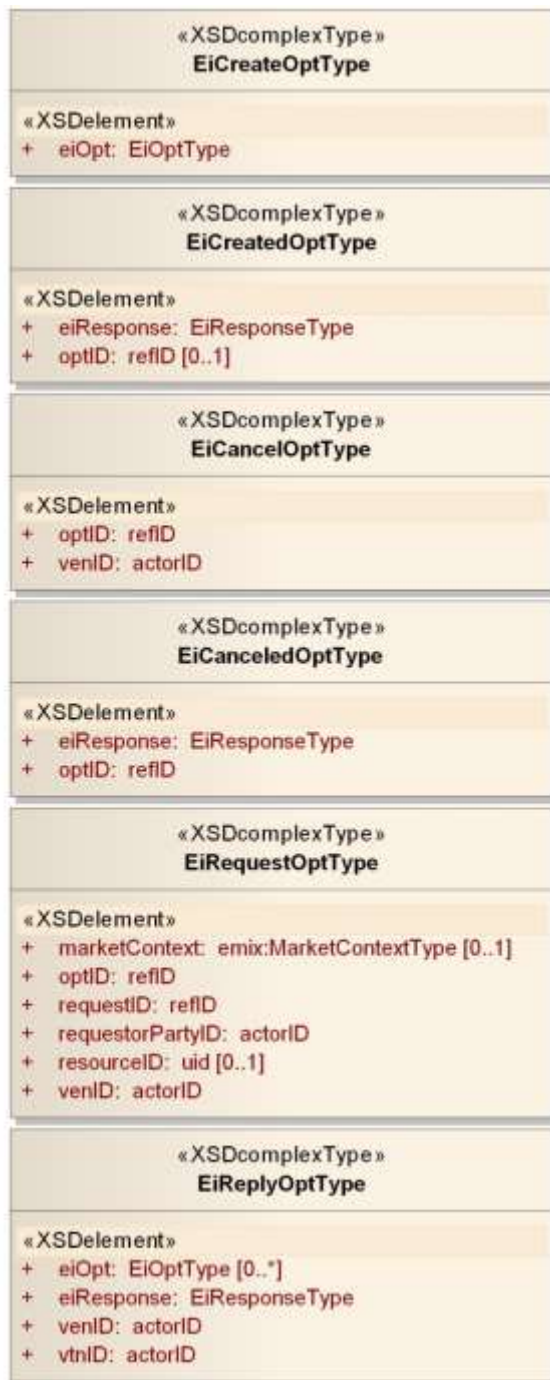 «XSDcomplexType»
EiCreateOptType
«XSDelement»
+ eiOpt: EiOptType
«XSDcomplexType»
EiCreatedOptType
«XSDelement»
+ eiResponse: EiResponseType
+ optID: refID [0..1]
«XSDcomplexType»
EiCancelOptType
«XSDelement»
+ optID: refID
+ venID: actorID
«XSDcomplexType»
EiCanceledOptType
«XSDelement»
+ eiResponse: EiResponseType
+ optID: refID
«XSDcomplexType»
EiRequestOptType
«XSDelement»
+ marketContext: emix:MarketContextType [0..1]
+ optID: refID
+ requestID: refID
+ requestorPartyID: actorID
+ resourceID: uid [0..1]
+ venID: actorID
«XSDcomplexType»
EiReplyOptType
«XSDelement»
+ eiOpt: EiOptType [0..*]
+ eiResponse: EiResponseType
+ venID: actorID
+ vtnID: actorID